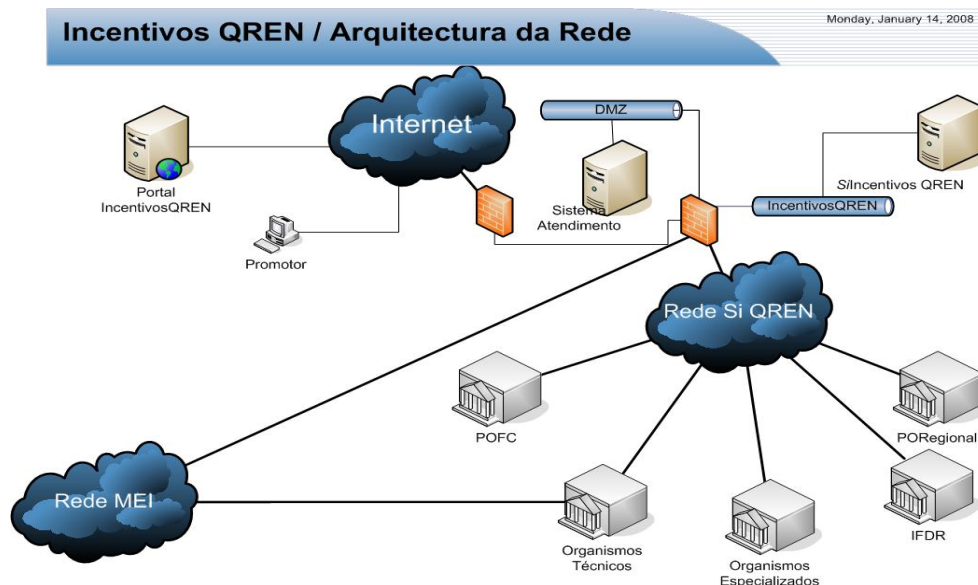 Incentivos QREN / Arquitectura da Rede
Monday, January 14, 2008
Internet
DMZ
Portal
IncentivosQREN
Sistema
Atendimento
SiIncentivos QREN
IncentivosQREN
Promotor
Rede Si QREN
POFC
PORegional
Rede MEI
Organismos
Técnicos
Organismos
Especializados
IFDR